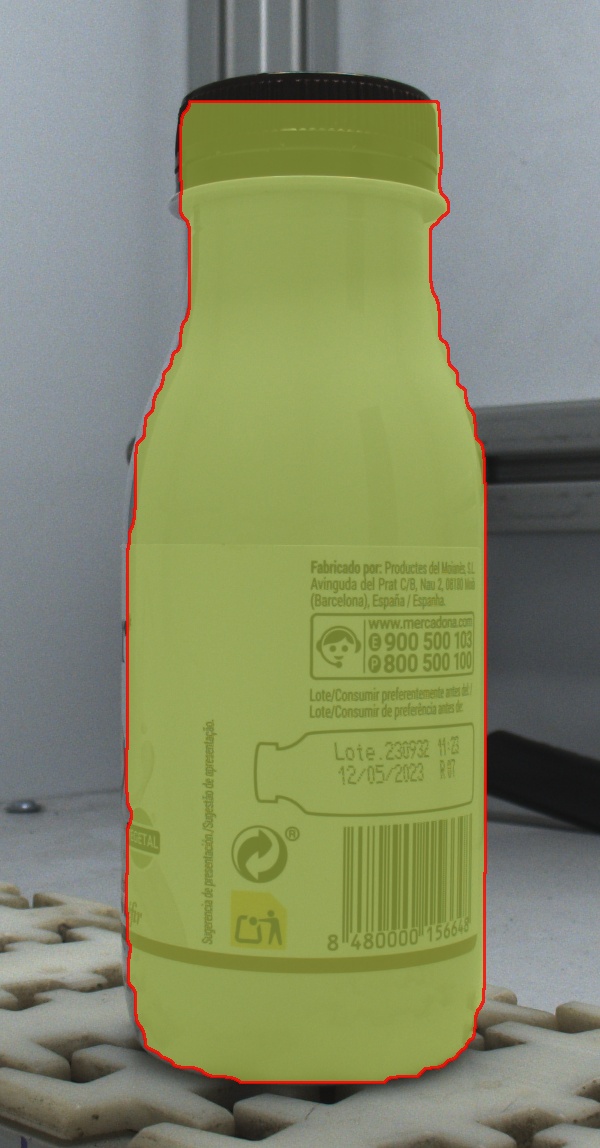 Fabricado por: Productes del Moianès, S.L.
Avinguda del Prat C/B, Nau 2, 08180 Moià
(Barcelona), España / Espanha.
www.mercadona.com
E 900 500 103
P 800 500 100
Lote/Consumir preferentemente antes del:/
Lote/Consumir de preferência antes de:
Lote.230932 11:23
12/05/2023 R07
Sugerencia de presentación/Sugestão de apresentação.
®
8 480000 156648